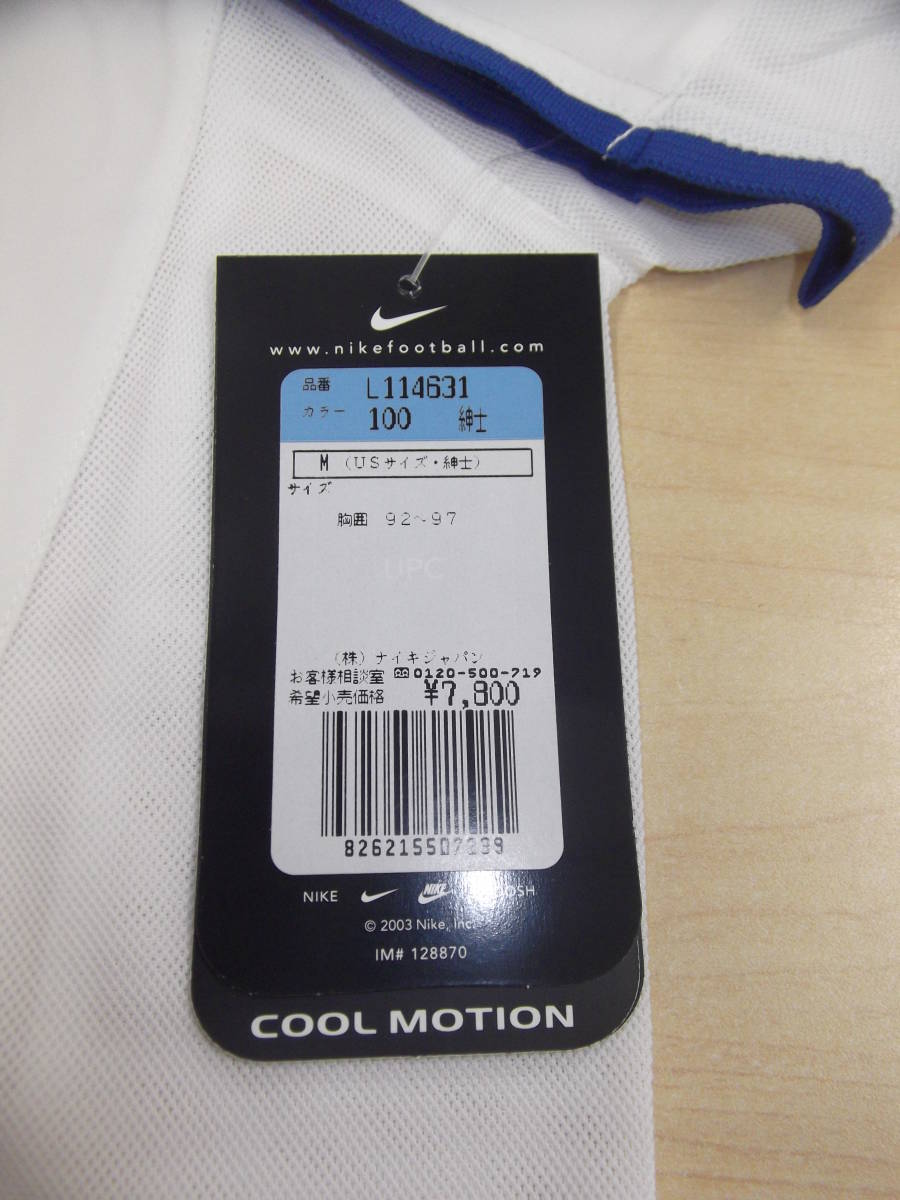 www.nikefootball.com
品番 L114631
カラー 100 紳士
M (USサイズ・紳士)
サイズ
胸囲 92~97
UPC
(株)ナイキジャパン
お客様相談室 0120-500-719
希望小売価格 ¥7,800
NIKE NIKE
© 2003 Nike, Inc.
IM# 128870
COOL MOTION